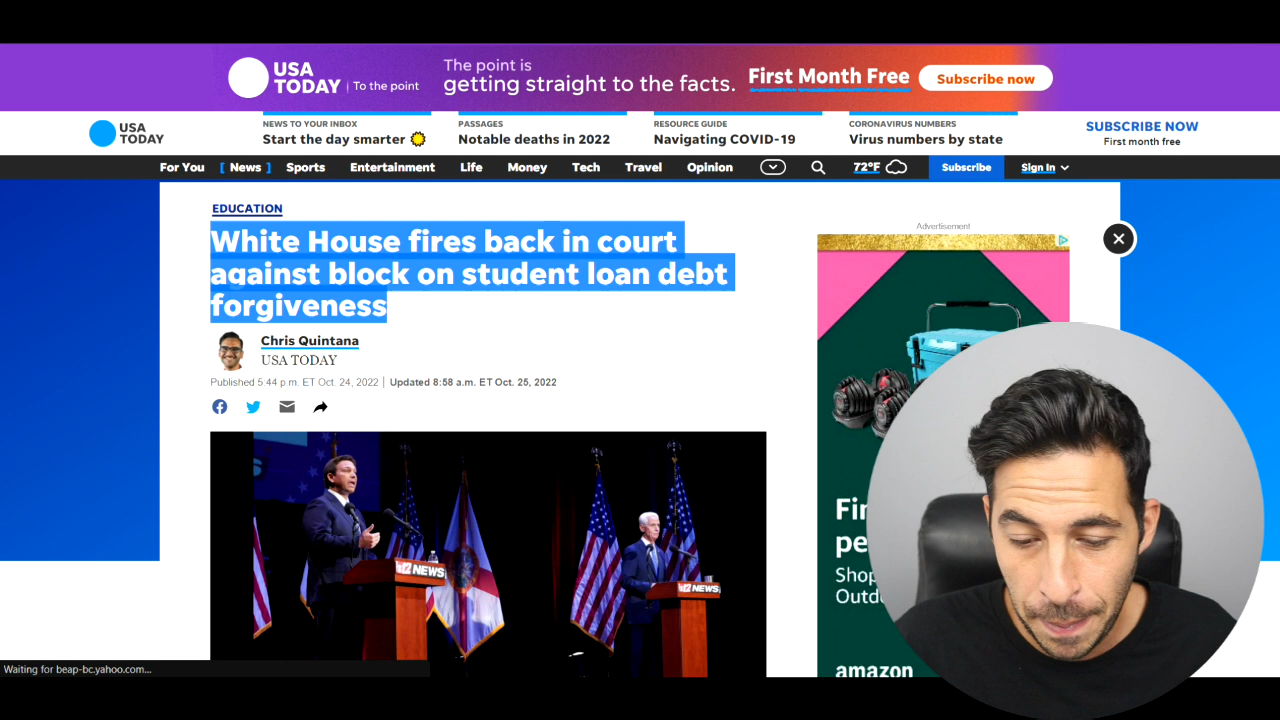 USA
TODAY
To the point
The point is
getting straight to the facts.
First Month Free
Subscribe now
USA
TODAY
NEWS TO YOUR INBOX
Start the day smarter
PASSAGES
Notable deaths in 2022
RESOURCE GUIDE
Navigating COVID-19
CORONAVIRUS NUMBERS
Virus numbers by state
SUBSCRIBE NOW
First month free
For You [ News ] Sports Entertainment Life Money Tech Travel Opinion 72°F Subscribe Sign In
EDUCATION
White House fires back in court
against block on student loan debt
forgiveness
Chris Quintana
USA TODAY
Published 5:44 p.m. ET Oct. 24, 2022 | Updated 8:58 a.m. ET Oct. 25, 2022
Advertisement
12 NEWS
12 NEWS
Shop
amazon
Waiting for beap-bc.yahoo.com...